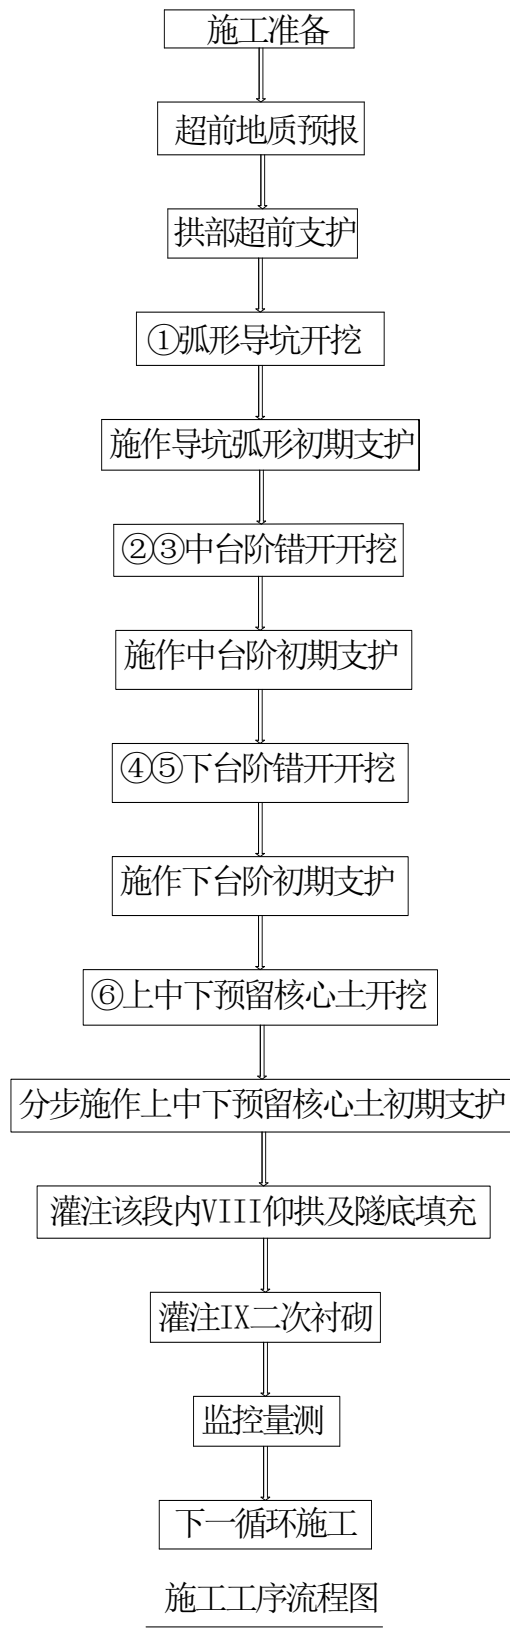 施工准备
超前地质预报
拱部超前支护
①弧形导坑开挖
施作导坑弧形初期支护
②③中台阶错开开挖
施作中台阶初期支护
④⑤下台阶错开开挖
施作下台阶初期支护
⑥上中下预留核心土开挖
分步施作上中下预留核心土初期支护
灌注该段内VIII仰拱及隧底填充
灌注IX二次衬砌
监控量测
下一循环施工
施工工序流程图